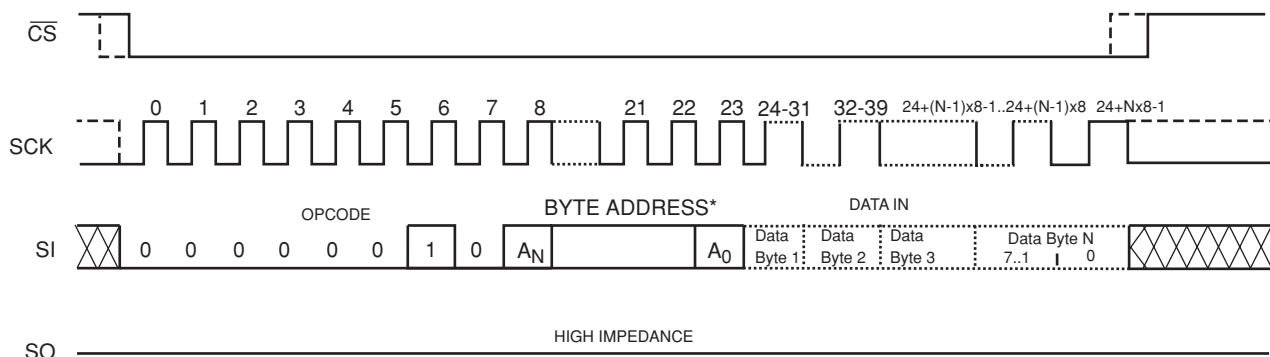 CS
0 1 2 3 4 5 6 7 8 21 22 23 24-31 32-39 24+(N-1)x8-1..24+(N-1)x8 24+Nx8-1
SCK
OPCODE BYTE ADDRESS* DATA IN
SI 0 0 0 0 0 0 1 0 AN A0
Data Byte 1
Data Byte 2
Data Byte 3
Data Byte N
7..1 0
HIGH IMPEDANCE
SO